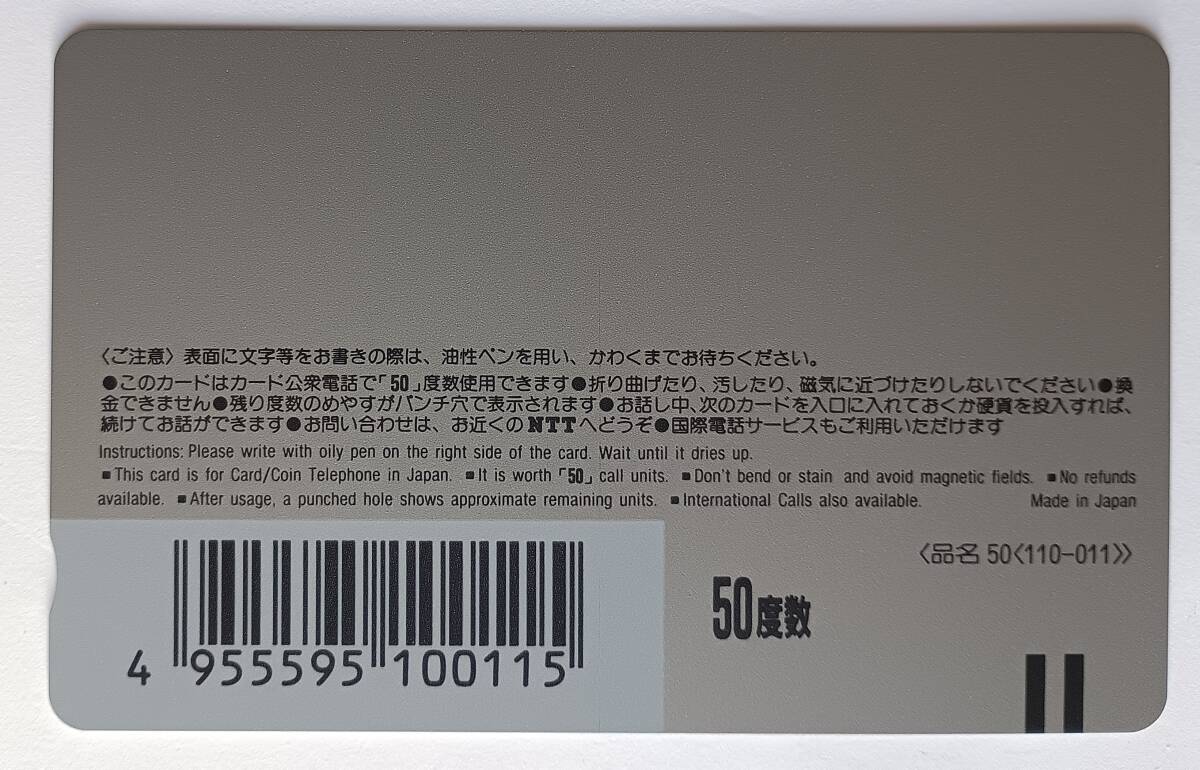 〈ご注意〉表面に文字等をお書きの際は、油性ペンを用い、かわくまでお待ちください。
●このカードはカード公衆電話で「50」度数使用できます●折り曲げたり、汚したり、磁気に近づけたりしないでください●換
金できません●残り度数のめやすがパンチ穴で表示されます●お話し中、次のカードを入口に入れておくか硬貨を投入すれば、
続けてお話ができます●お問い合わせは、お近くのNTTへどうぞ●国際電話サービスもご利用いただけます
Instructions: Please write with oily pen on the right side of the card. Wait until it dries up.
■This card is for Card/Coin Telephone in Japan. ■It is worth「50」call units. ■Don't bend or stain and avoid magnetic fields. ■No refunds
available. ■After usage, a punched hole shows approximate remaining units. ■International Calls also available. Made in Japan
〈品名 50〈110-011〉〉
50度数
4 955595 100115